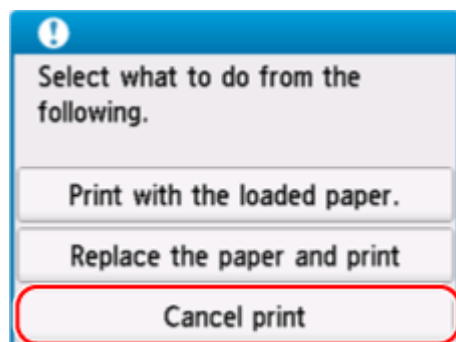 Select what to do from the
following.
Print with the loaded paper.
Replace the paper and print
Cancel print